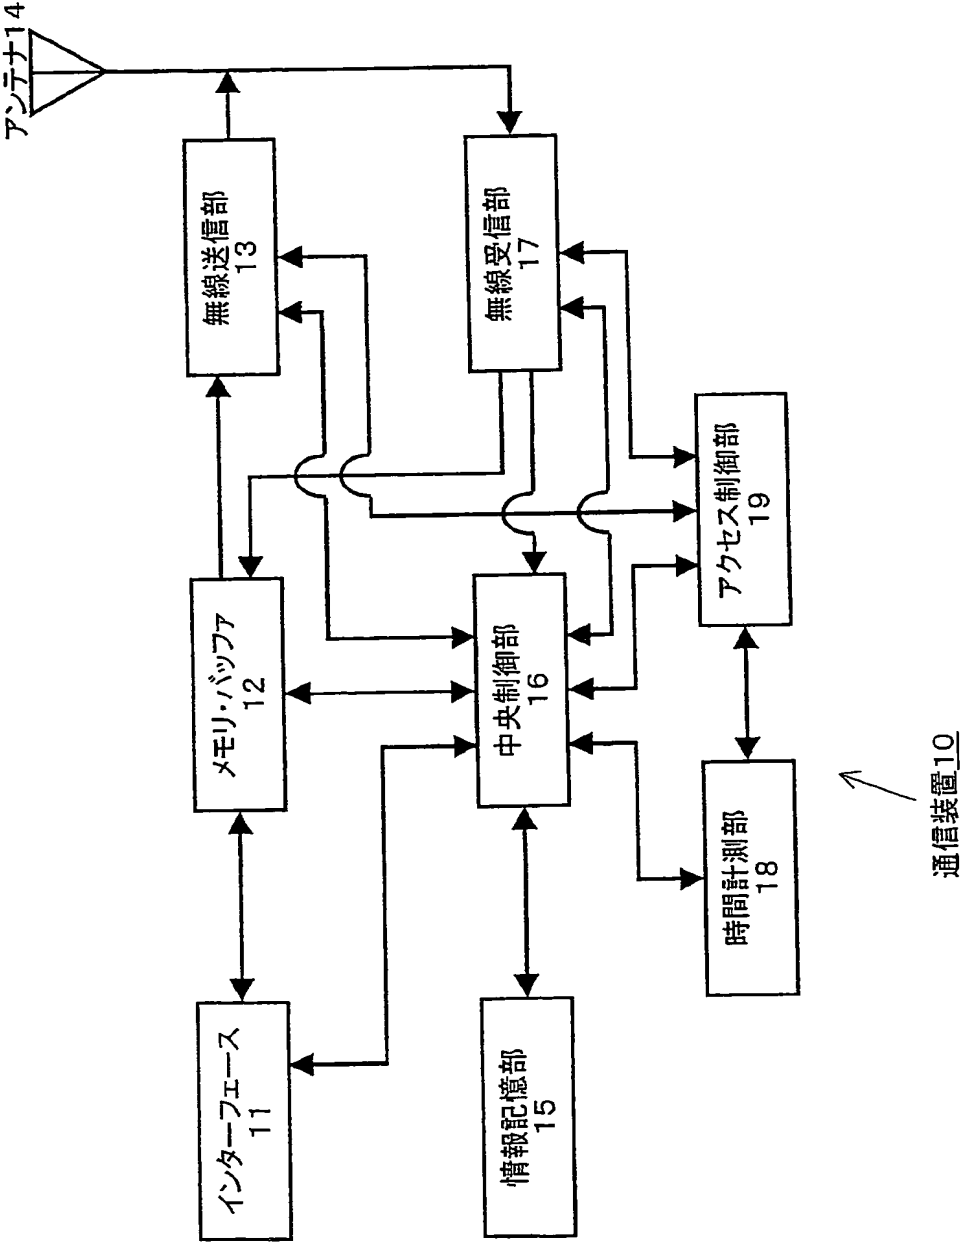 アンテナ14
無線送信部
13
無線受信部
17
メモリ・バッファ
12
中央制御部
16
アクセス制御部
19
インターフェース
11
情報記憶部
15
時間計測部
18
通信装置10